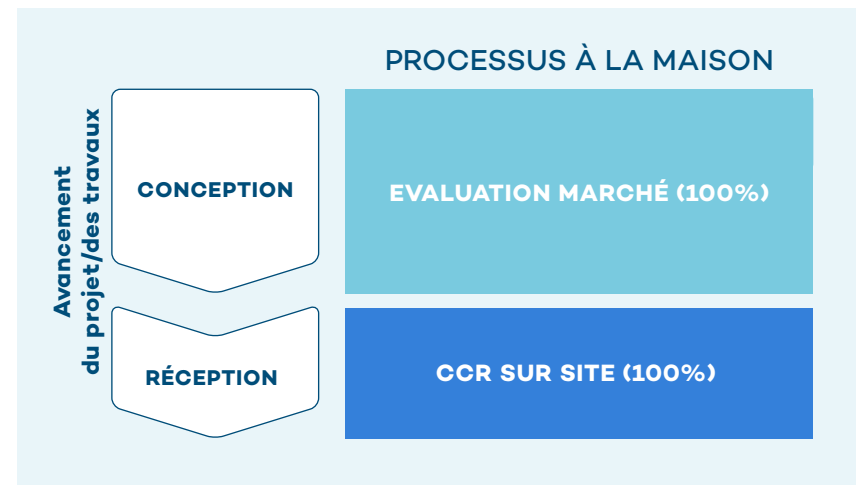 PROCESSUS À LA MAISON
Avancement
du projet/des travaux
CONCEPTION
EVALUATION MARCHÉ (100%)
RÉCEPTION
CCR SUR SITE (100%)